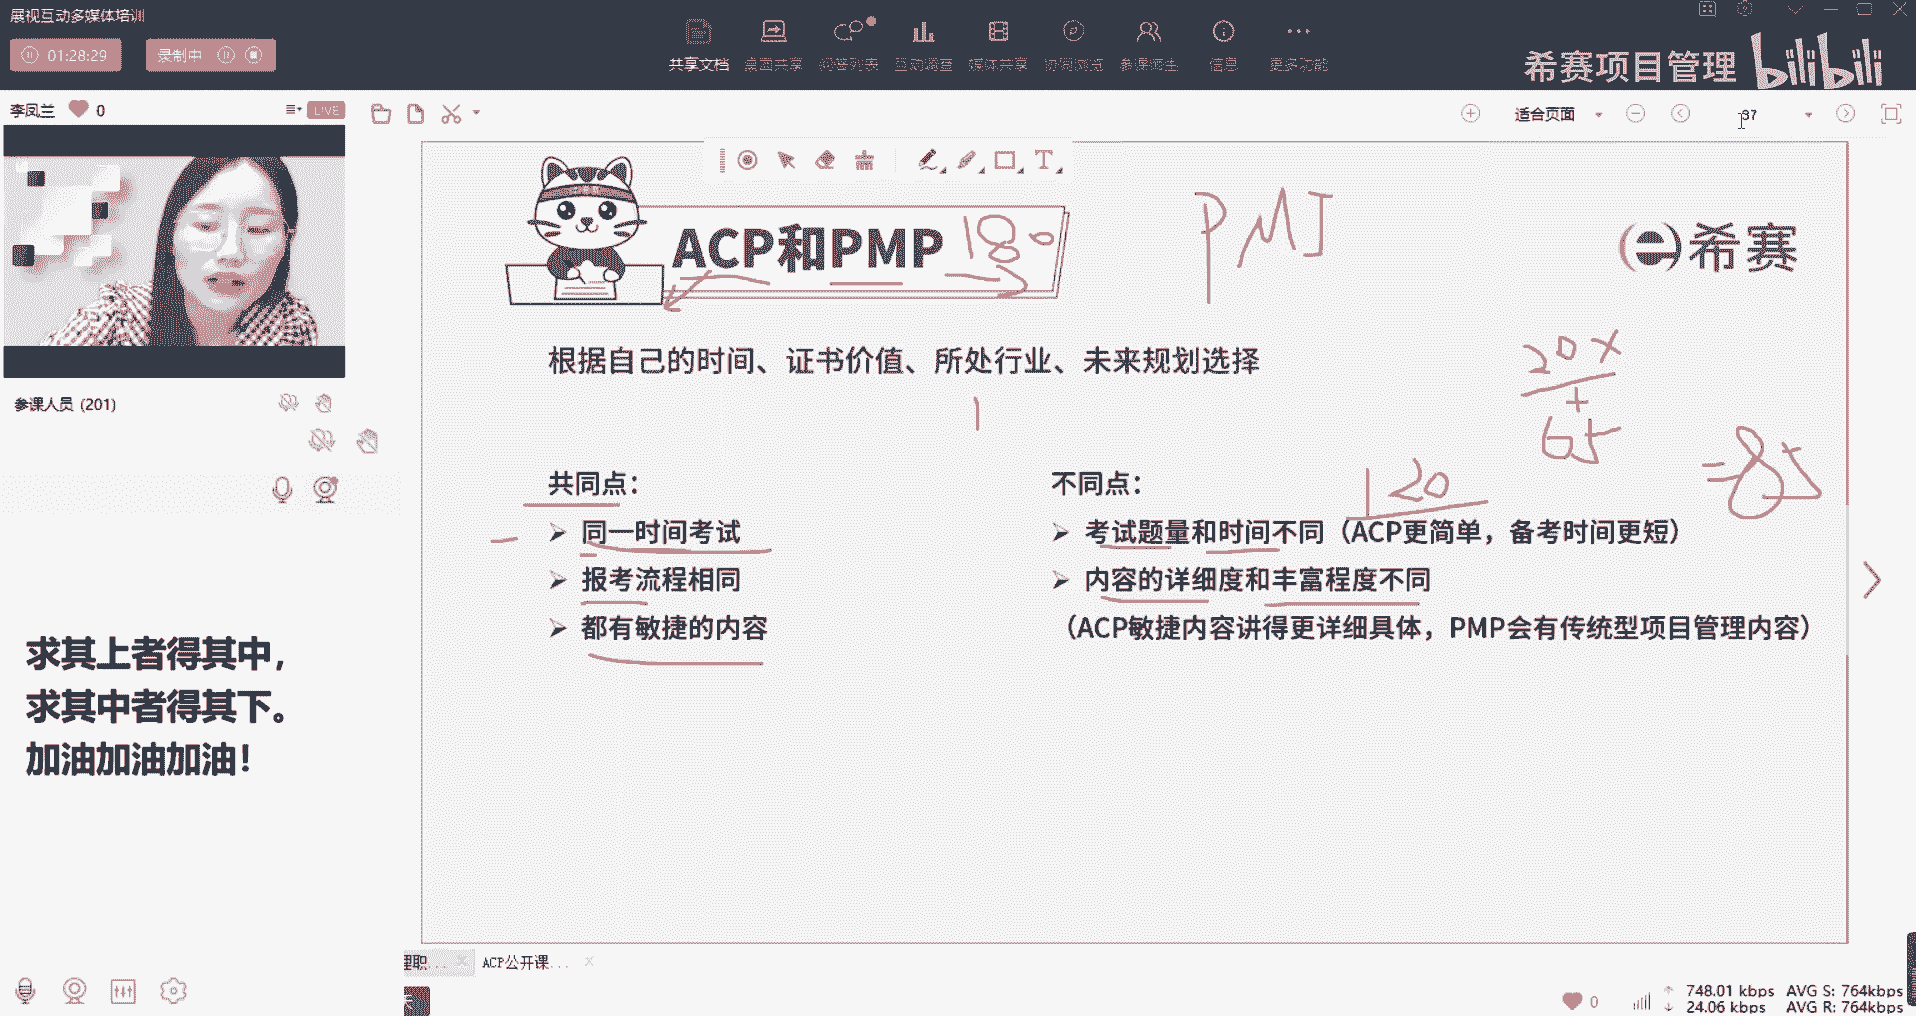 展视互动多媒体培训
01:28:29
录制中
共享文档 桌面共享 问答列表 互动调查 媒体共享 协同浏览 参课师生 信息 更多功能
希赛项目管理 bilibili
李凤兰 0
LIVE
适合页面
37
参课人员 (201)
求其上者得其中，
求其中者得其下。
加油加油加油！
ACP和PMP
180
PMI
希赛
根据自己的时间、证书价值、所处行业、未来规划选择
20
+
65
=85
120
共同点：
同一时间考试
报考流程相同
都有敏捷的内容
不同点：
考试题量和时间不同（ACP更简单，备考时间更短）
内容的详细度和丰富程度不同
（ACP敏捷内容讲得更详细具体，PMP会有传统型项目管理内容）
理职... ACP公开课...
0
748.01 kbps AVG S: 764kbps
24.06 kbps AVG R: 764kbps